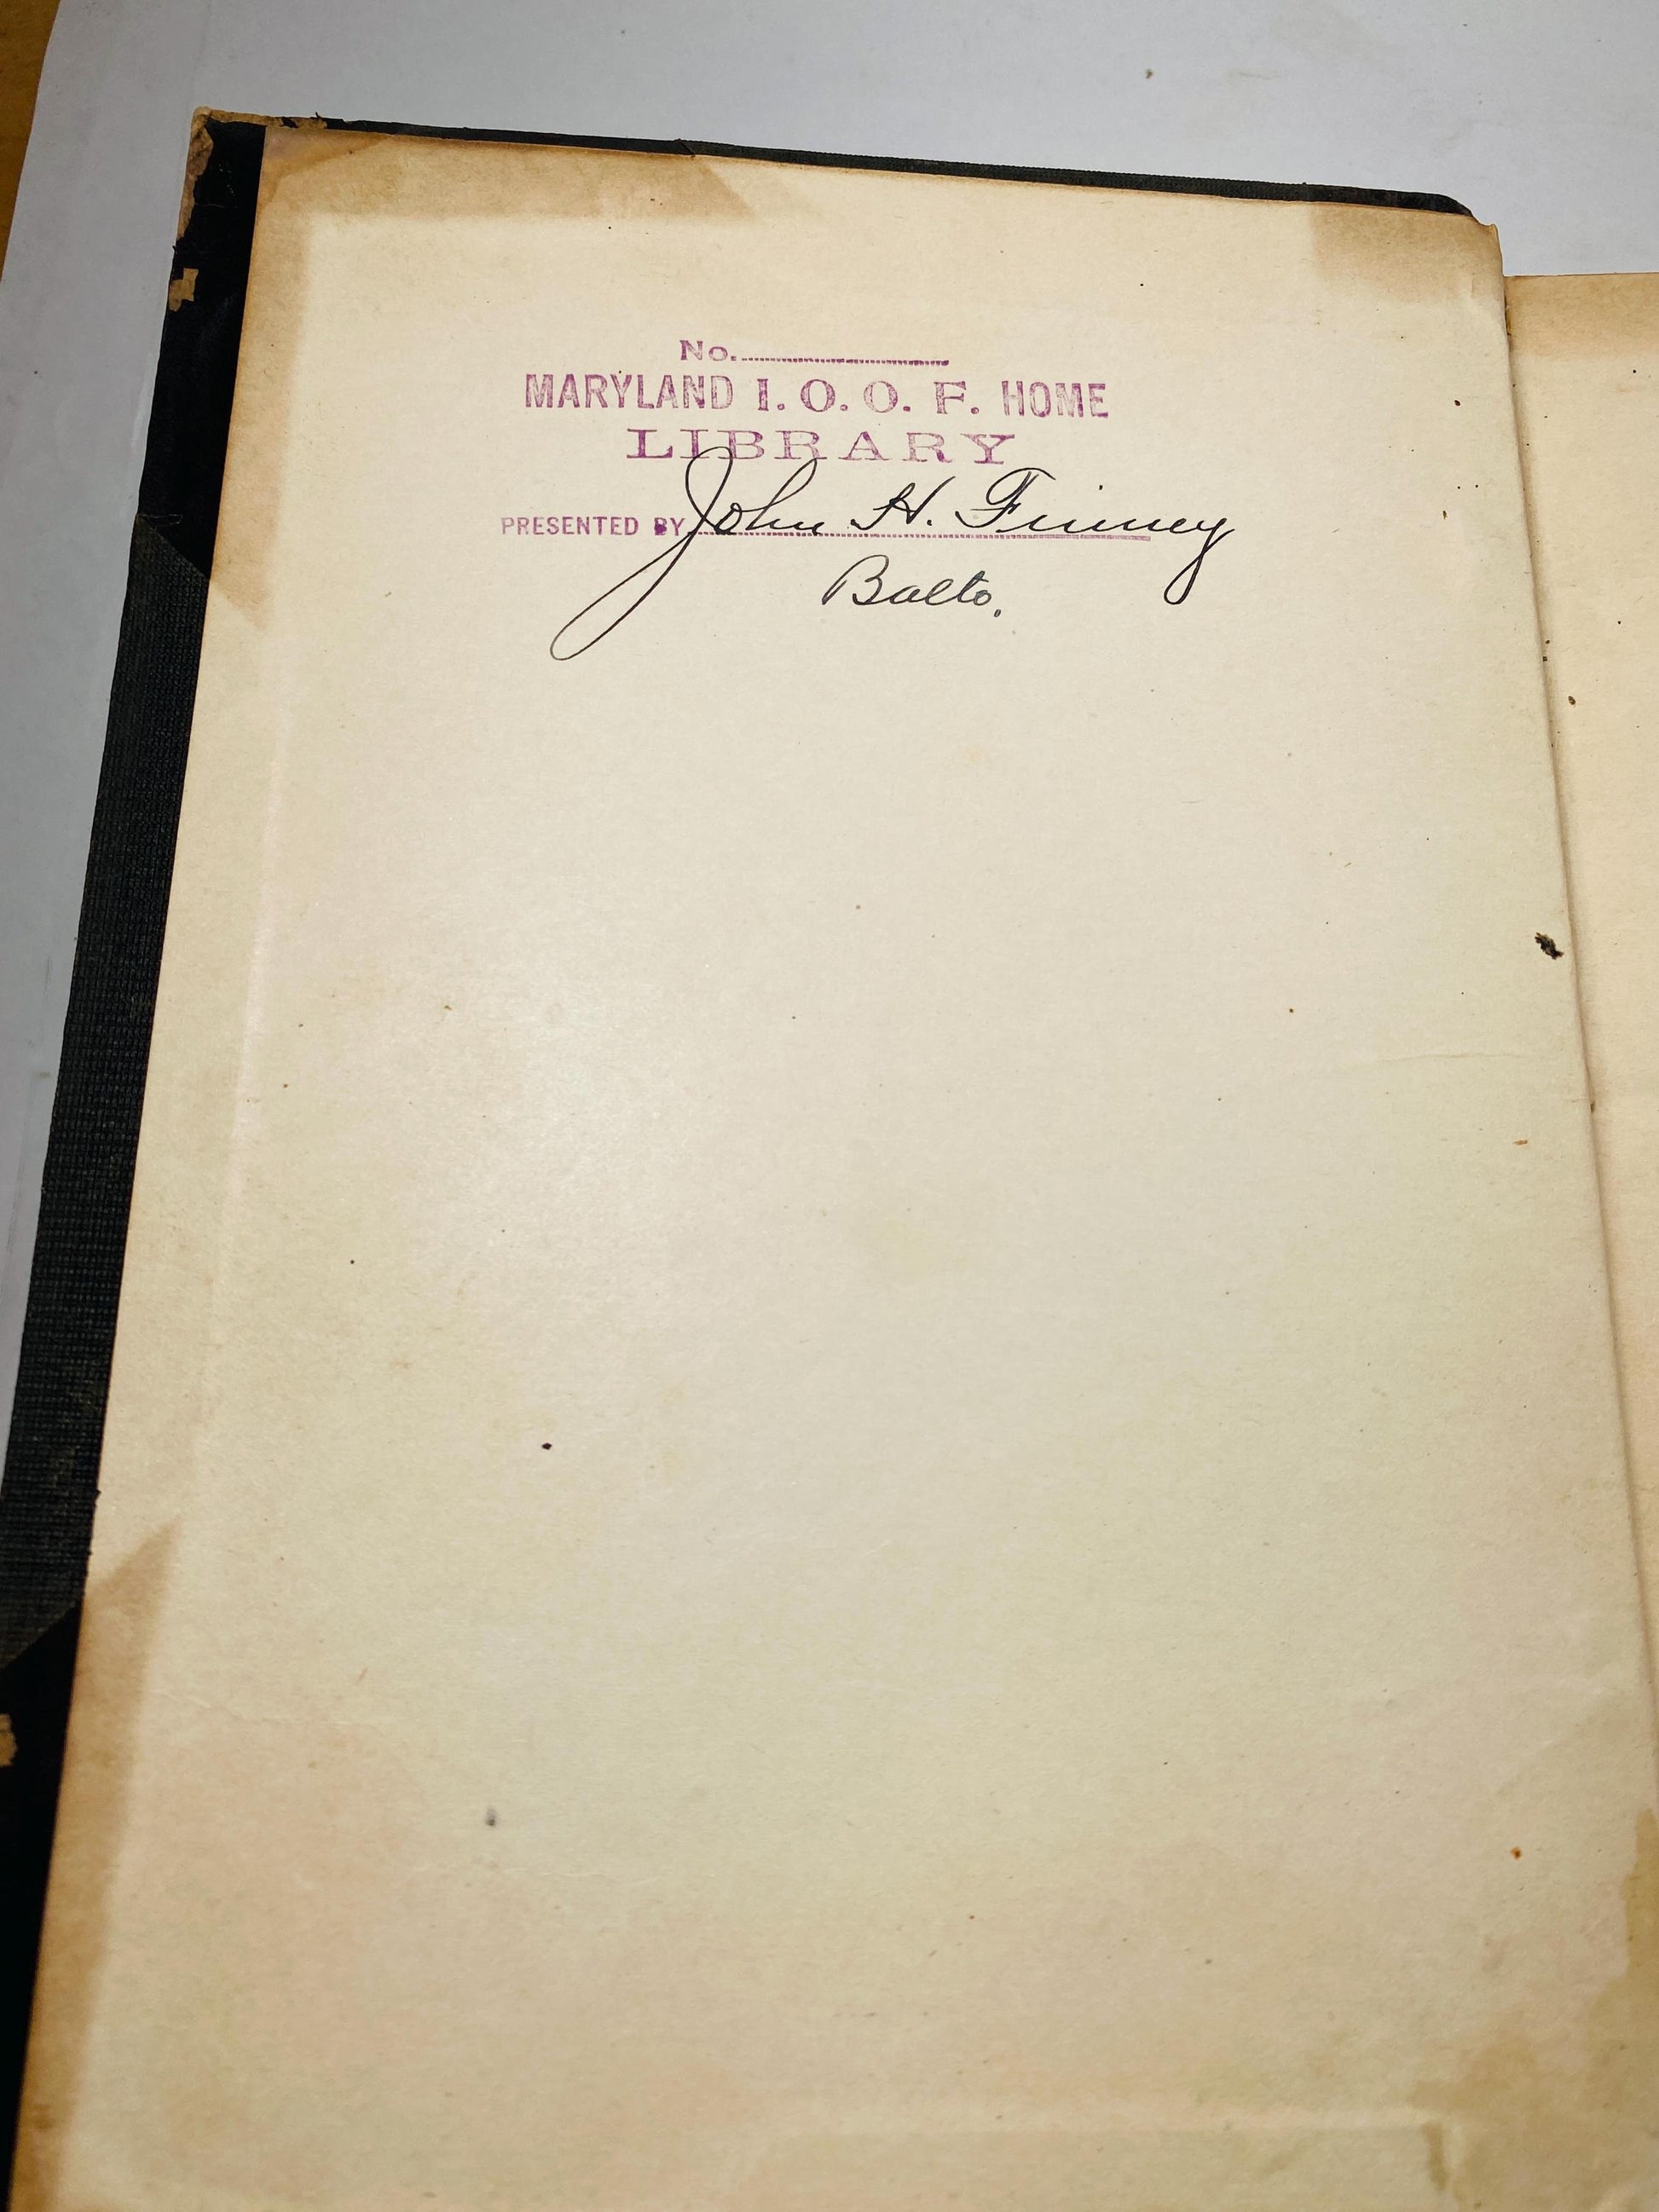 No.
MARYLAND I. O. O. F. HOME
LIBRARY
PRESENTED BY John H. Finney
Balto.